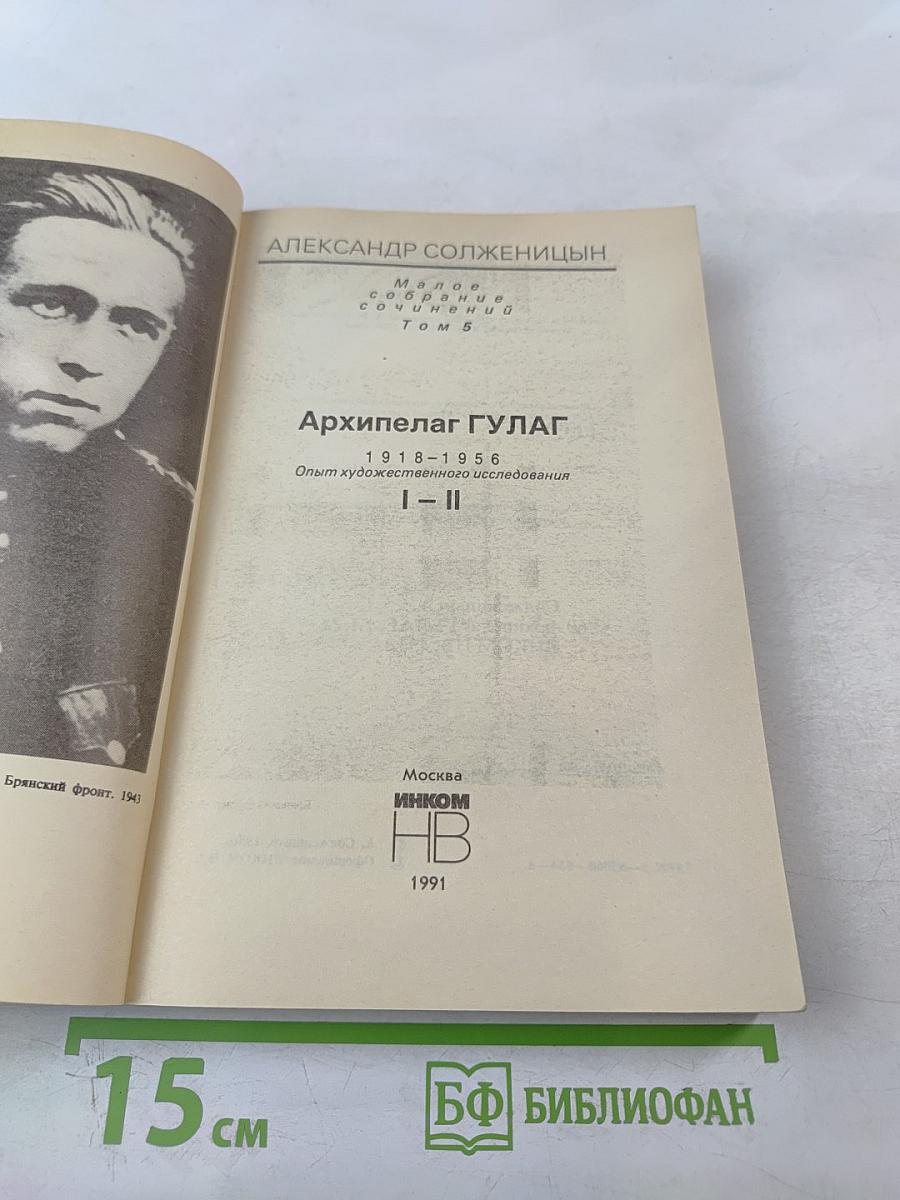 АЛЕКСАНДР СОЛЖЕНИЦЫН
Малое
собрание
сочинений
Том 5
Архипелаг ГУЛАГ
1918–1956
Опыт художественного исследования
I – II
Москва
ИНКОМ
НВ
1991
Брянский фронт. 1943
15 см
БФ БИБЛИОФАН